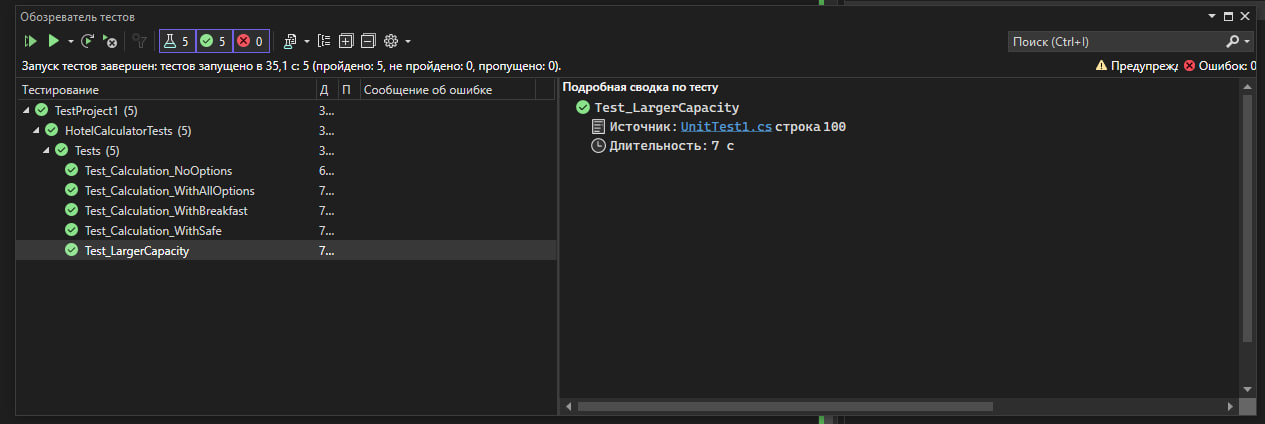 Обозреватель тестов
5 5 0
Поиск (Ctrl+I)
Запуск тестов завершен: тестов запущено в 35,1 с: 5 (пройдено: 5, не пройдено: 0, пропущено: 0).
Предупреж Ошибок: 0
Тестирование Д П Сообщение об ошибке
TestProject1 (5) 3...
HotelCalculatorTests (5) 3...
Tests (5) 3...
Test_Calculation_NoOptions 6...
Test_Calculation_WithAllOptions 7...
Test_Calculation_WithBreakfast 7...
Test_Calculation_WithSafe 7...
Test_LargerCapacity 7...
Подробная сводка по тесту
Test_LargerCapacity
Источник: UnitTest1.cs строка 100
Длительность: 7 с